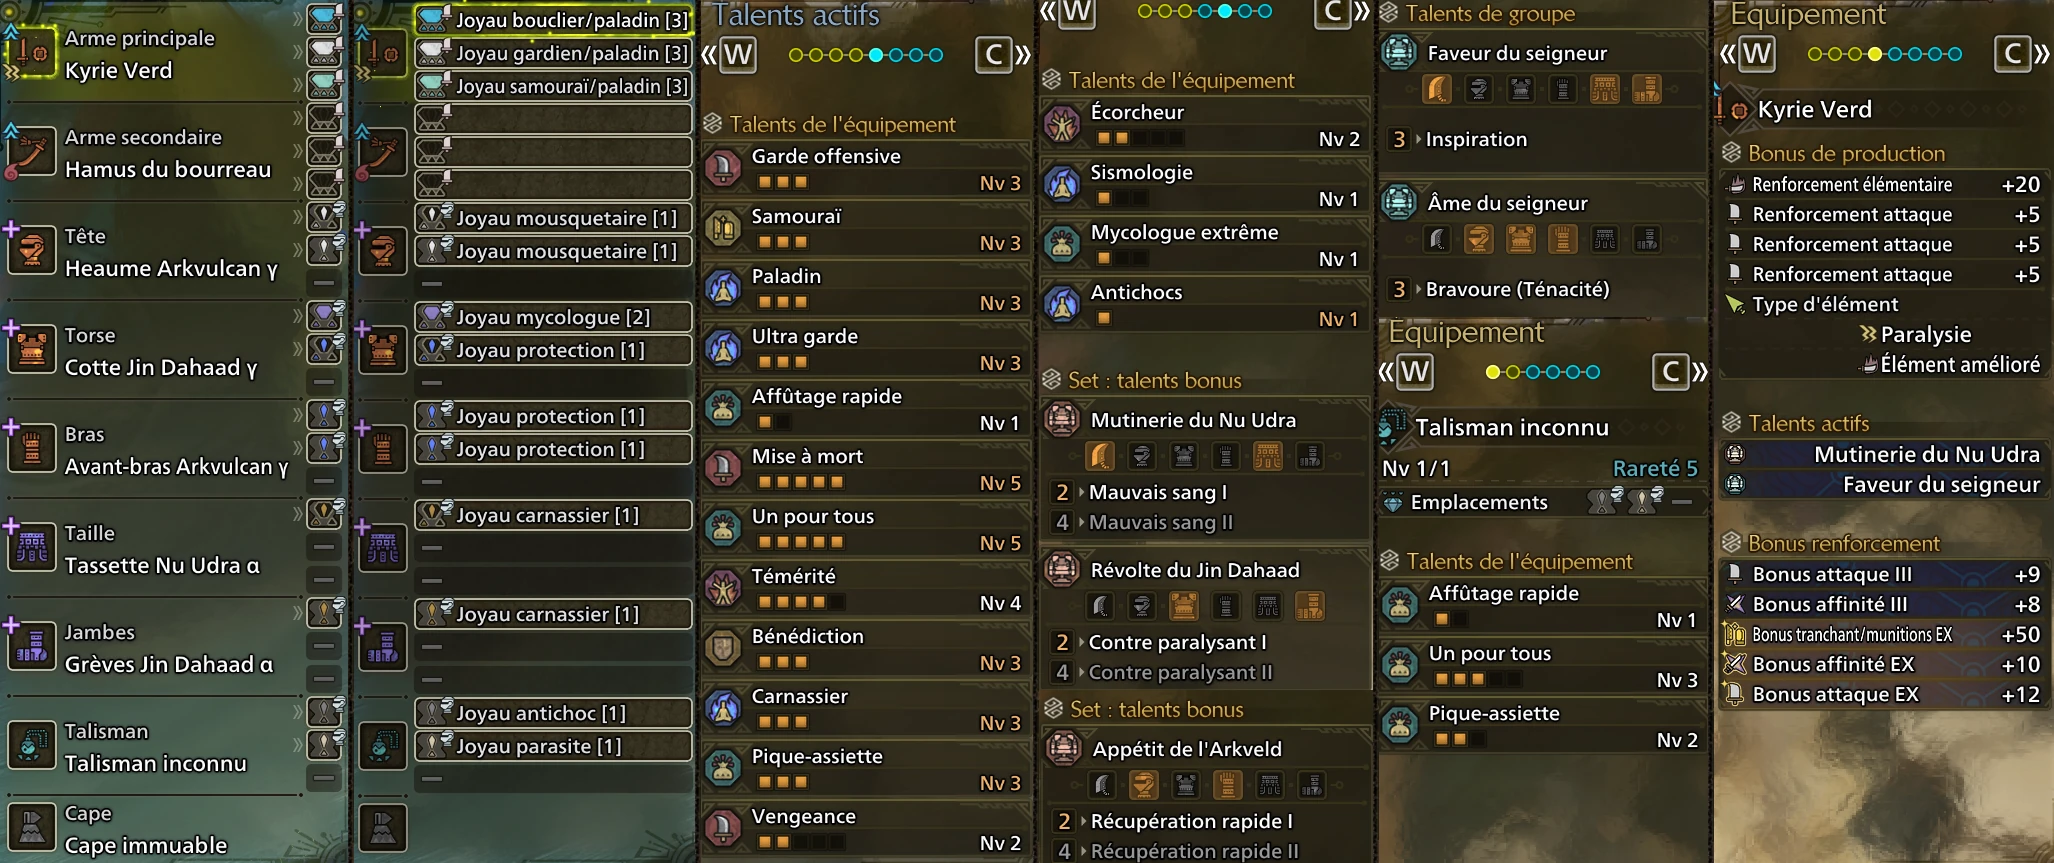 Arme principale
Kyrie Verd
Arme secondaire
Hamus du bourreau
Tête
Heaume Arkvulcan γ
Torse
Cotte Jin Dahaad γ
Bras
Avant-bras Arkvulcan γ
Taille
Tassette Nu Udra α
Jambes
Grèves Jin Dahaad α
Talisman
Talisman inconnu
Cape
Cape immuable
Joyau bouclier/paladin [3]
Joyau gardien/paladin [3]
Joyau samouraï/paladin [3]
Joyau mousquetaire [1]
Joyau mousquetaire [1]
Joyau mycologue [2]
Joyau protection [1]
Joyau protection [1]
Joyau protection [1]
Joyau carnassier [1]
Joyau carnassier [1]
Joyau antichoc [1]
Joyau parasite [1]
Talents actifs
W C
Talents de l'équipement
Garde offensive
Nv 3
Samouraï
Nv 3
Paladin
Nv 3
Ultra garde
Nv 3
Affûtage rapide
Nv 1
Mise à mort
Nv 5
Un pour tous
Nv 5
Témérité
Nv 4
Bénédiction
Nv 3
Carnassier
Nv 3
Pique-assiette
Nv 3
Vengeance
Nv 2
W C
Talents de l'équipement
Écorcheur
Nv 2
Sismologie
Nv 1
Mycologue extrême
Nv 1
Antichocs
Nv 1
Set : talents bonus
Mutinerie du Nu Udra
2 Mauvais sang I
4 Mauvais sang II
Révolte du Jin Dahaad
2 Contre paralysant I
4 Contre paralysant II
Set : talents bonus
Appétit de l'Arkveld
2 Récupération rapide I
4 Récupération rapide II
Talents de groupe
Faveur du seigneur
3 Inspiration
Âme du seigneur
3 Bravoure (Ténacité)
Equipement
W C
Talisman inconnu
Nv 1/1 Rareté 5
Emplacements
Talents de l'équipement
Affûtage rapide
Nv 1
Un pour tous
Nv 3
Pique-assiette
Nv 2
Equipement
W C
Kyrie Verd
Bonus de production
Renforcement élémentaire +20
Renforcement attaque +5
Renforcement attaque +5
Renforcement attaque +5
Type d'élément
Paralysie
Élément amélioré
Talents actifs
Mutinerie du Nu Udra
Faveur du seigneur
Bonus renforcement
Bonus attaque III +9
Bonus affinité III +8
Bonus tranchant/munitions EX +50
Bonus affinité EX +10
Bonus attaque EX +12